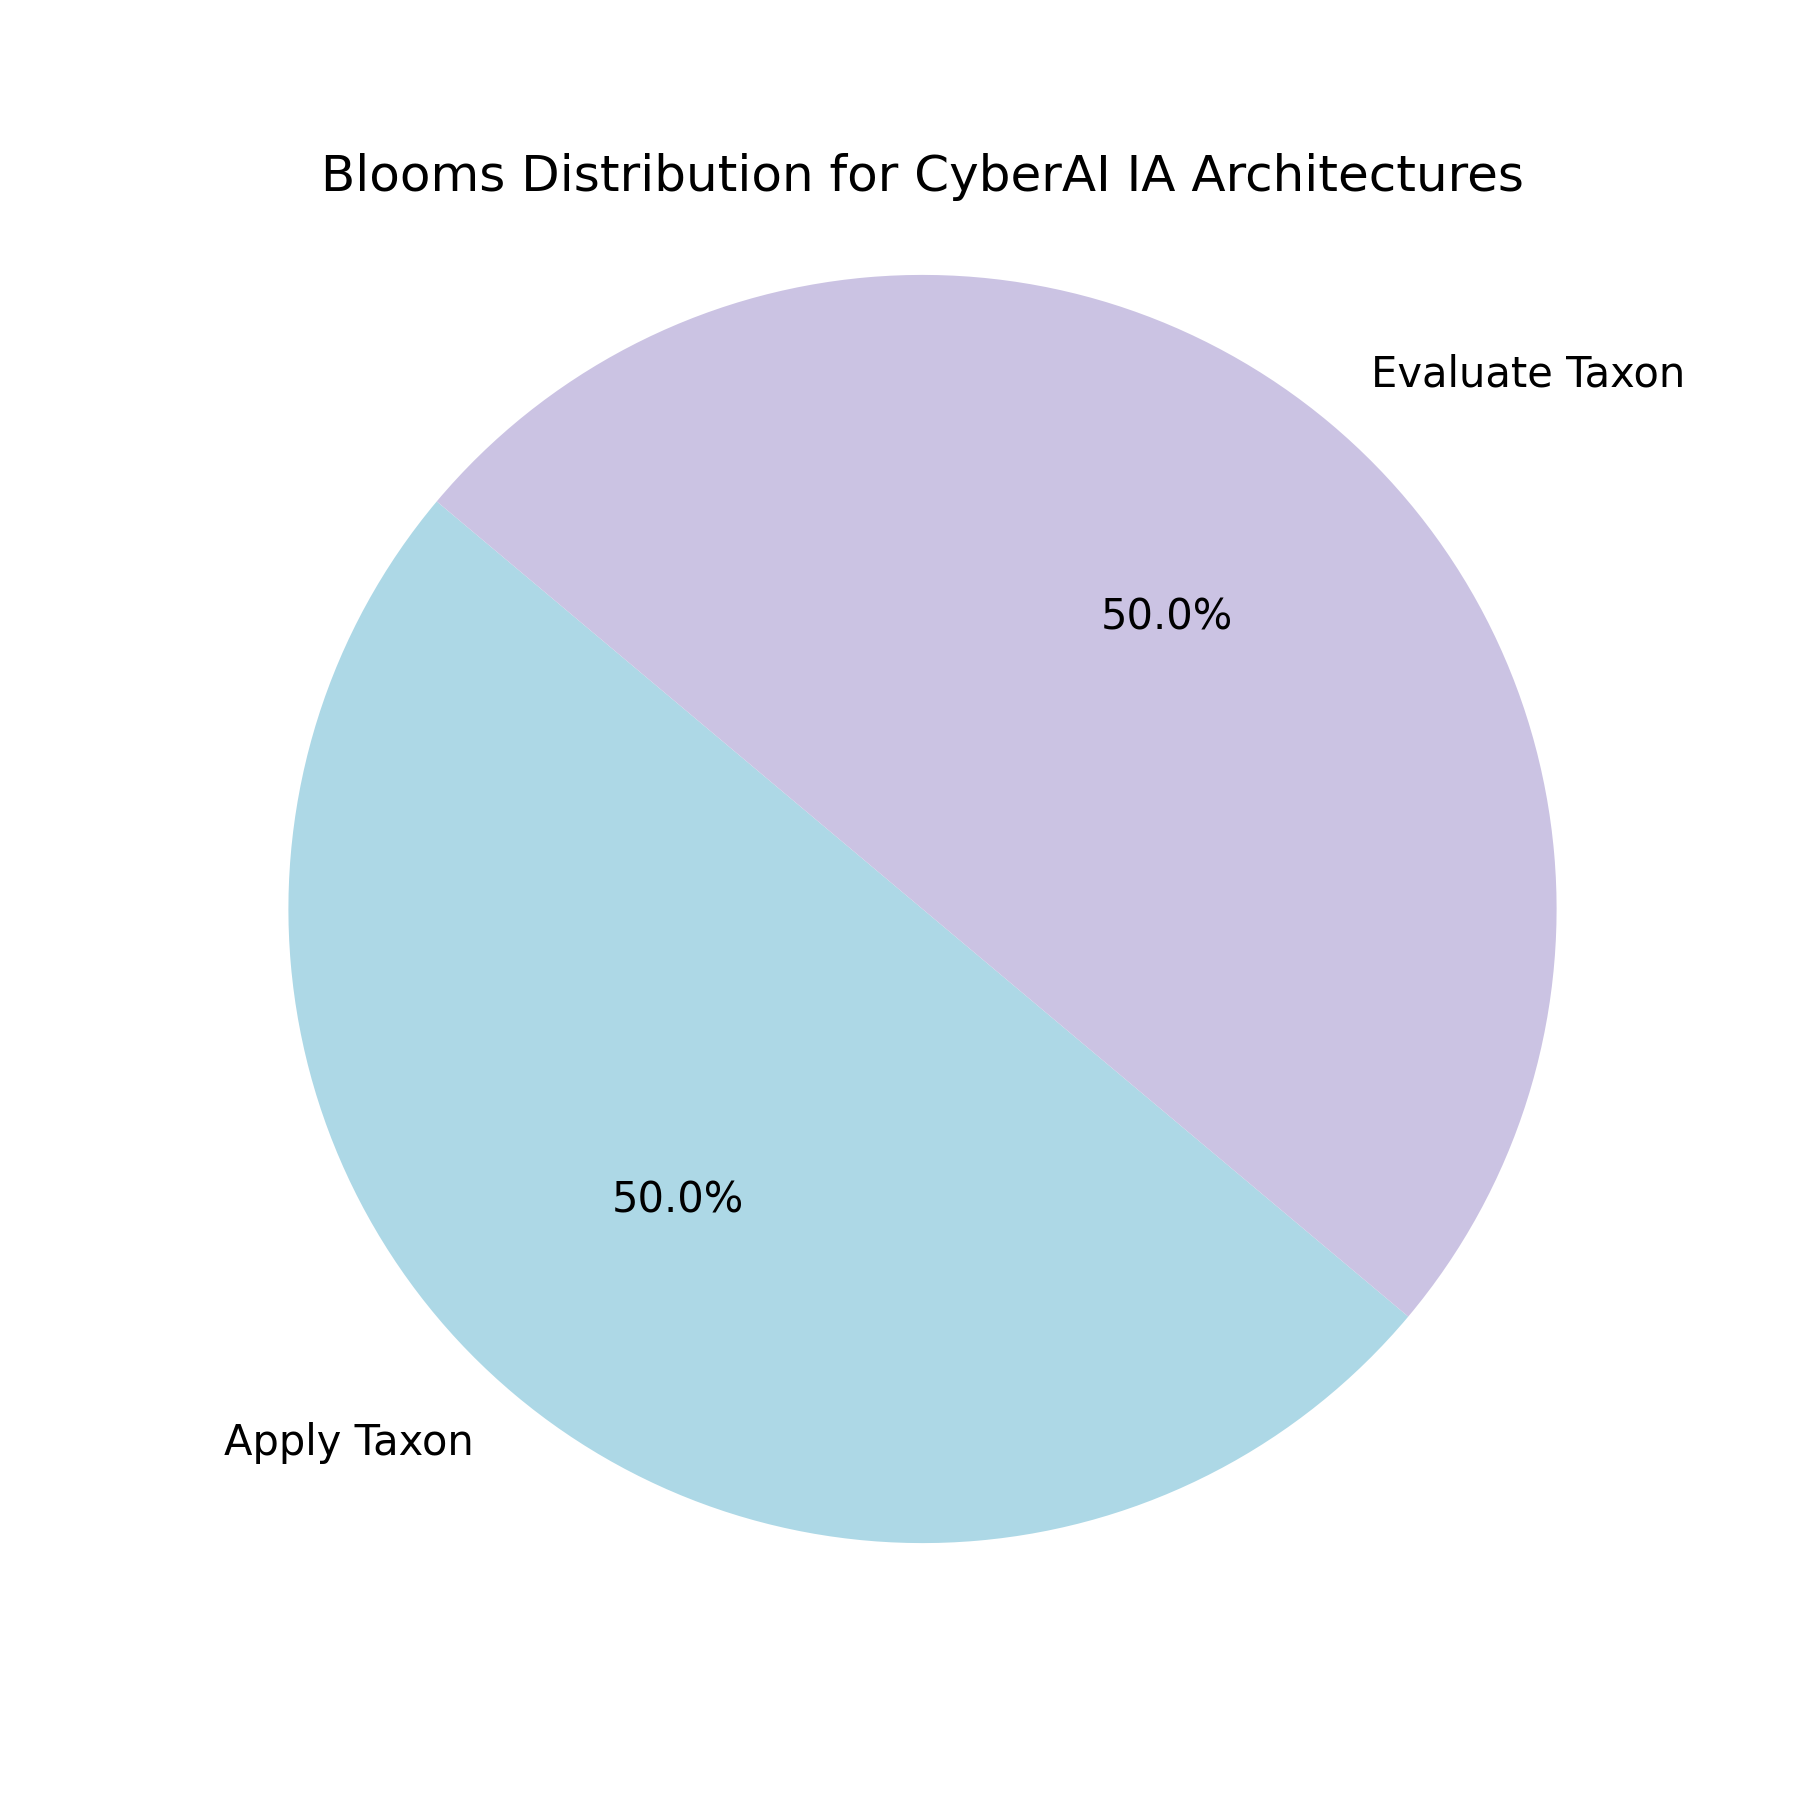 Blooms Distribution for CyberAI IA Architectures
Evaluate Taxon
50.0%
50.0%
Apply Taxon